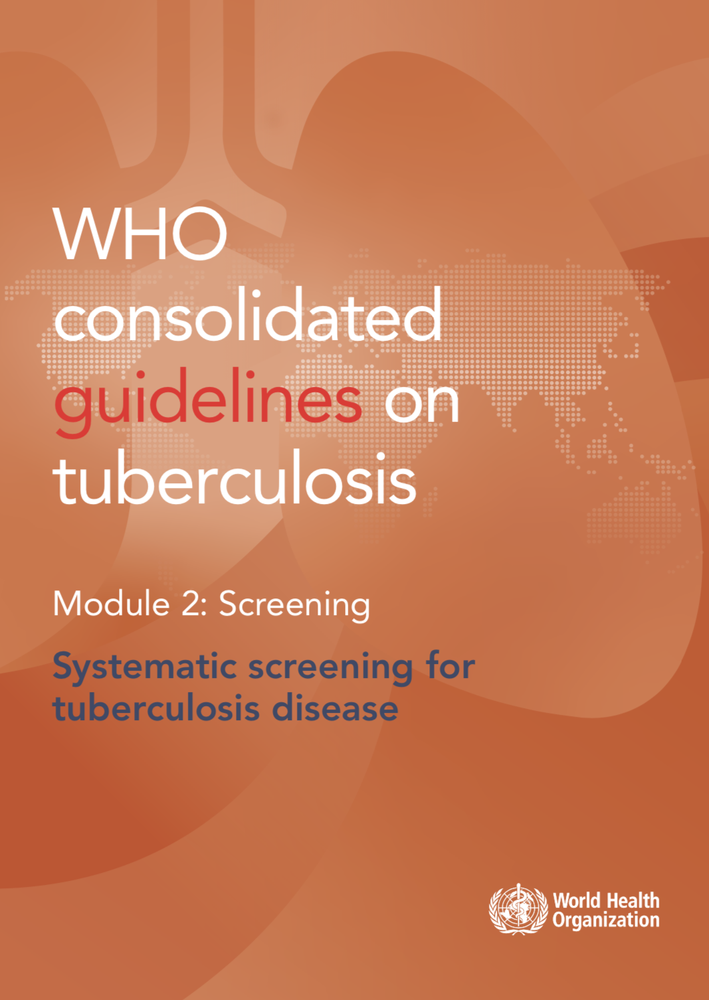 WHO
consolidated
guidelines on
tuberculosis
Module 2: Screening
Systematic screening for
tuberculosis disease
World Health
Organization